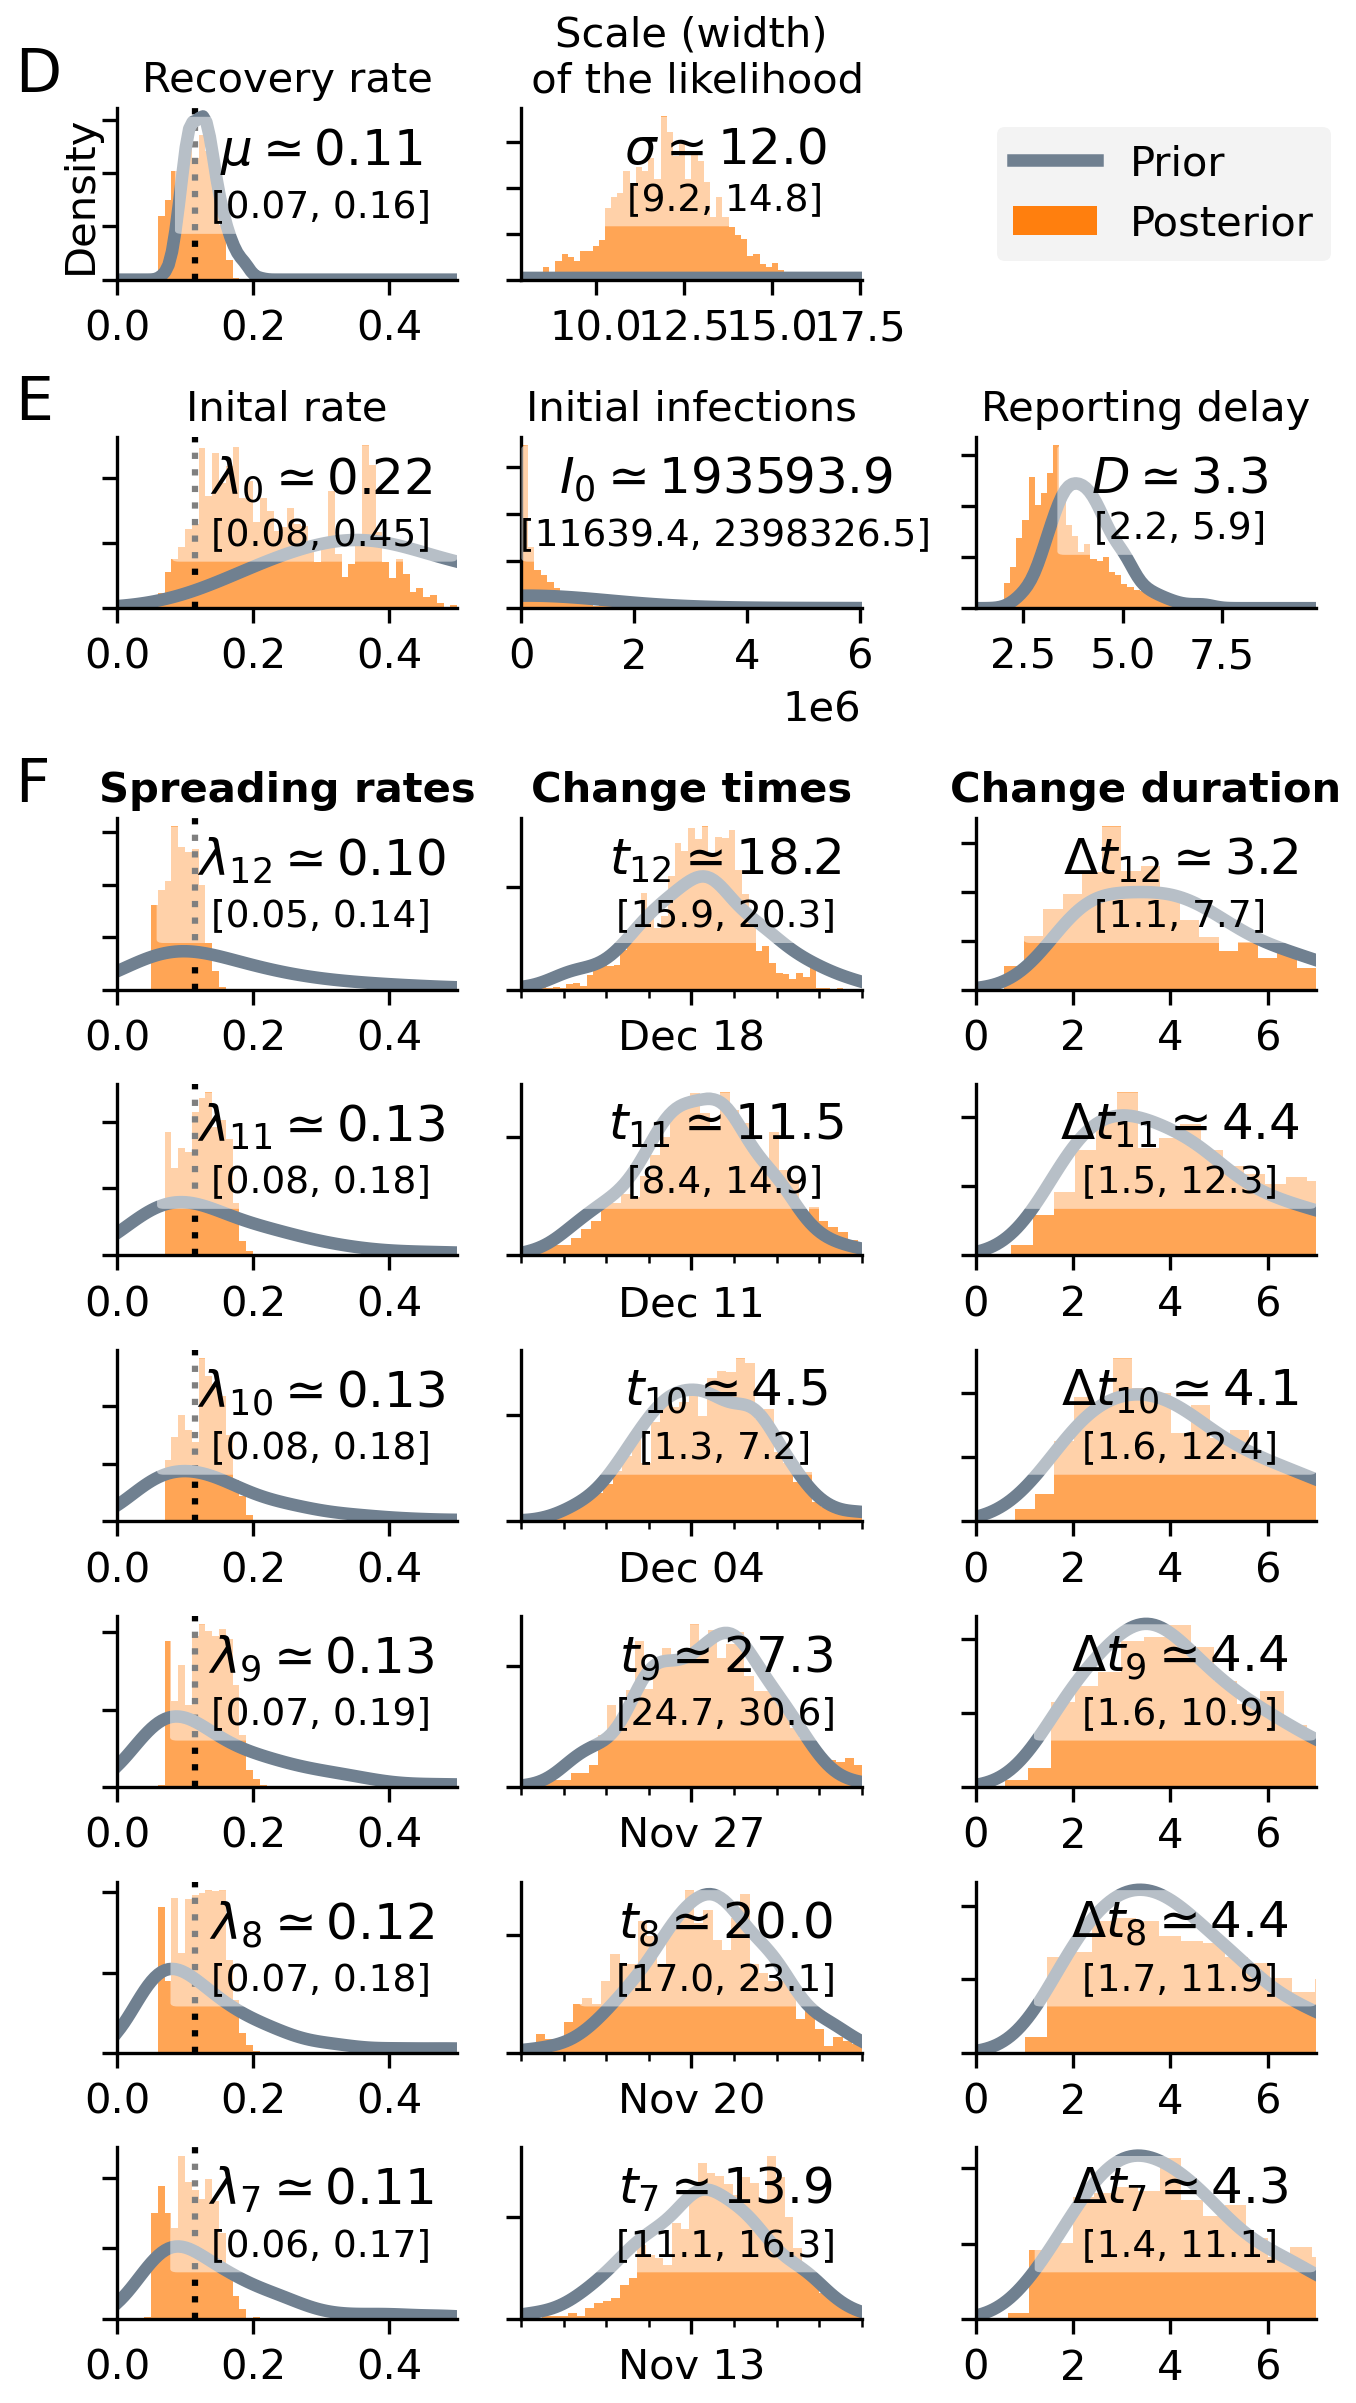 D
Recovery rate
Density
μ ≃ 0.11
[0.07, 0.16]
0.0 0.2 0.4
Scale (width)
of the likelihood
σ ≃ 12.0
[9.2, 14.8]
10.0 12.5 15.0 17.5
Prior
Posterior
E
Inital rate
λ0 ≃ 0.22
[0.08, 0.45]
0.0 0.2 0.4
Initial infections
I0 ≃ 193593.9
[11639.4, 2398326.5]
0 2 4 6
1e6
Reporting delay
D ≃ 3.3
[2.2, 5.9]
2.5 5.0 7.5
F
Spreading rates Change times Change duration
λ12 ≃ 0.10
[0.05, 0.14]
0.0 0.2 0.4
t12 ≃ 18.2
[15.9, 20.3]
Dec 18
Δt12 ≃ 3.2
[1.1, 7.7]
0 2 4 6
λ11 ≃ 0.13
[0.08, 0.18]
0.0 0.2 0.4
t11 ≃ 11.5
[8.4, 14.9]
Dec 11
Δt11 ≃ 4.4
[1.5, 12.3]
0 2 4 6
λ10 ≃ 0.13
[0.08, 0.18]
0.0 0.2 0.4
t10 ≃ 4.5
[1.3, 7.2]
Dec 04
Δt10 ≃ 4.1
[1.6, 12.4]
0 2 4 6
λ9 ≃ 0.13
[0.07, 0.19]
0.0 0.2 0.4
t9 ≃ 27.3
[24.7, 30.6]
Nov 27
Δt9 ≃ 4.4
[1.6, 10.9]
0 2 4 6
λ8 ≃ 0.12
[0.07, 0.18]
0.0 0.2 0.4
t8 ≃ 20.0
[17.0, 23.1]
Nov 20
Δt8 ≃ 4.4
[1.7, 11.9]
0 2 4 6
λ7 ≃ 0.11
[0.06, 0.17]
0.0 0.2 0.4
t7 ≃ 13.9
[11.1, 16.3]
Nov 13
Δt7 ≃ 4.3
[1.4, 11.1]
0 2 4 6